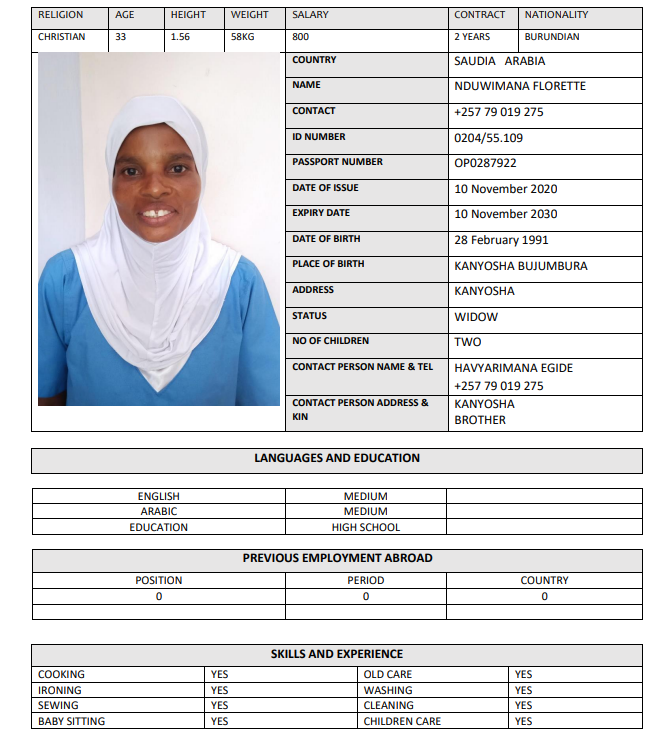 RELIGION AGE HEIGHT WEIGHT SALARY CONTRACT NATIONALITY
CHRISTIAN 33 1.56 58KG 800 2 YEARS BURUNDIAN
COUNTRY SAUDIA ARABIA
NAME NDUWIMANA FLORETTE
CONTACT +257 79 019 275
ID NUMBER 0204/55.109
PASSPORT NUMBER OP0287922
DATE OF ISSUE 10 November 2020
EXPIRY DATE 10 November 2030
DATE OF BIRTH 28 February 1991
PLACE OF BIRTH KANYOSHA BUJUMBURA
ADDRESS KANYOSHA
STATUS WIDOW
NO OF CHILDREN TWO
CONTACT PERSON NAME & TEL HAVYARIMANA EGIDE
+257 79 019 275
CONTACT PERSON ADDRESS & KANYOSHA
KIN BROTHER
LANGUAGES AND EDUCATION
ENGLISH MEDIUM
ARABIC MEDIUM
EDUCATION HIGH SCHOOL
PREVIOUS EMPLOYMENT ABROAD
POSITION PERIOD COUNTRY
0 0 0
SKILLS AND EXPERIENCE
COOKING YES OLD CARE YES
IRONING YES WASHING YES
SEWING YES CLEANING YES
BABY SITTING YES CHILDREN CARE YES